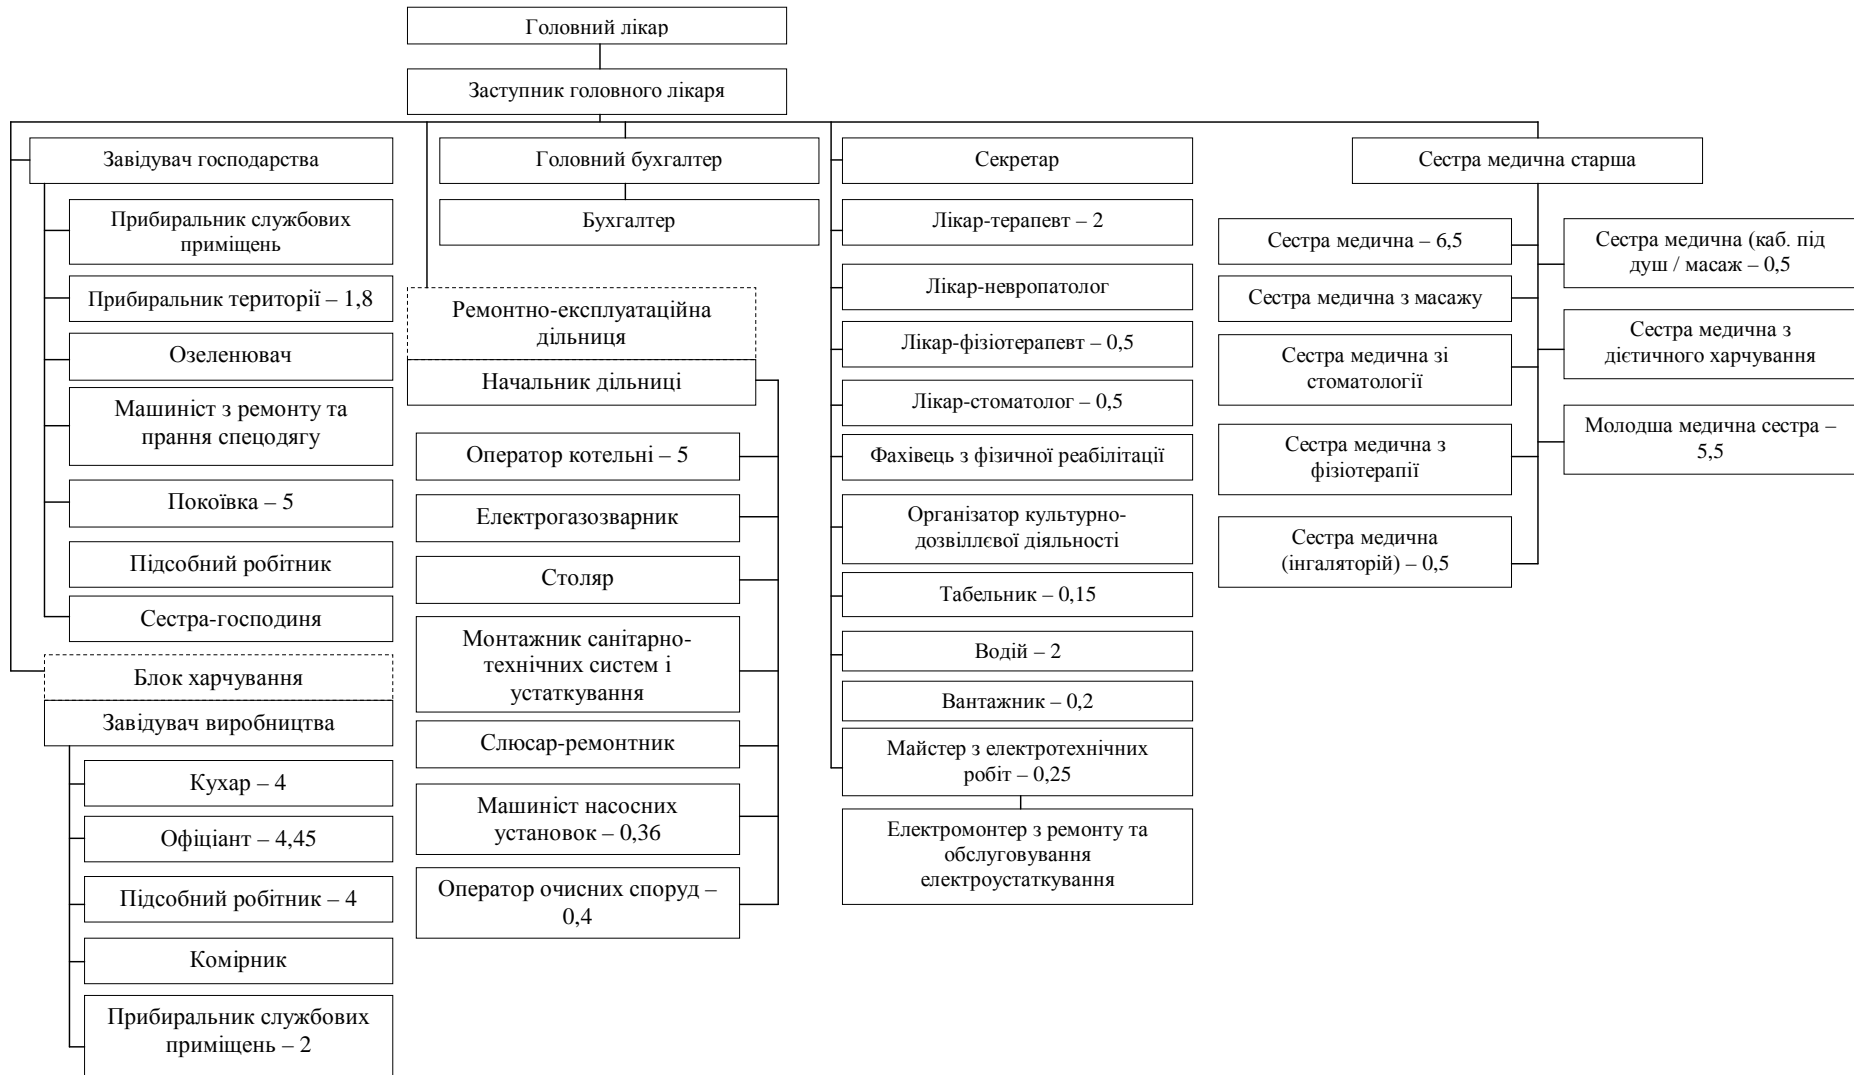 Головний лікар
Заступник головного лікаря
Завідувач господарства
Прибиральник службових
приміщень
Прибиральник території – 1,8
Озеленювач
Машиніст з ремонту та
прання спецодягу
Покоївка – 5
Підсобний робітник
Сестра-господиня
Блок харчування
Завідувач виробництва
Кухар – 4
Офіціант – 4,45
Підсобний робітник – 4
Комірник
Прибиральник службових
приміщень – 2
Головний бухгалтер
Бухгалтер
Ремонтно-експлуатаційна
дільниця
Начальник дільниці
Оператор котельні – 5
Електрогазозварник
Столяр
Монтажник санітарно-
технічних систем і
устаткування
Слюсар-ремонтник
Машиніст насосних
установок – 0,36
Оператор очисних споруд –
0,4
Секретар
Лікар-терапевт – 2
Лікар-невропатолог
Лікар-фізіотерапевт – 0,5
Лікар-стоматолог – 0,5
Фахівець з фізичної реабілітації
Організатор культурно-
дозвіллєвої діяльності
Табельник – 0,15
Водій – 2
Вантажник – 0,2
Майстер з електротехнічних
робіт – 0,25
Електромонтер з ремонту та
обслуговування
електроустаткування
Сестра медична старша
Сестра медична – 6,5
Сестра медична з масажу
Сестра медична зі
стоматології
Сестра медична з
фізіотерапії
Сестра медична
(інгаляторій) – 0,5
Сестра медична (каб. під
душ / масаж – 0,5
Сестра медична з
дієтичного харчування
Молодша медична сестра –
5,5